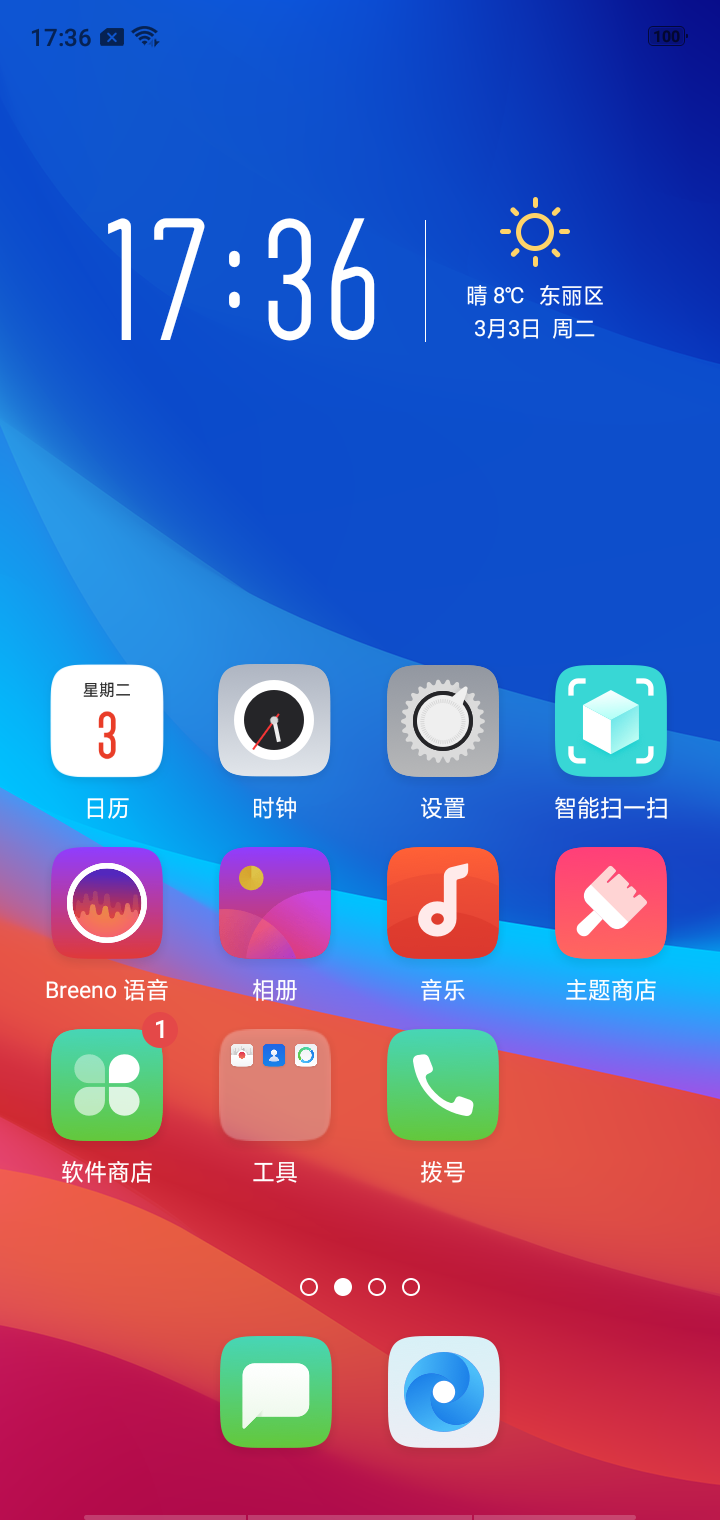 17:36
100
17:36
晴 8℃ 东丽区
3月3日 周二
星期二
3
日历
时钟
设置
智能扫一扫
Breeno 语音
相册
音乐
主题商店
1
软件商店
工具
拨号